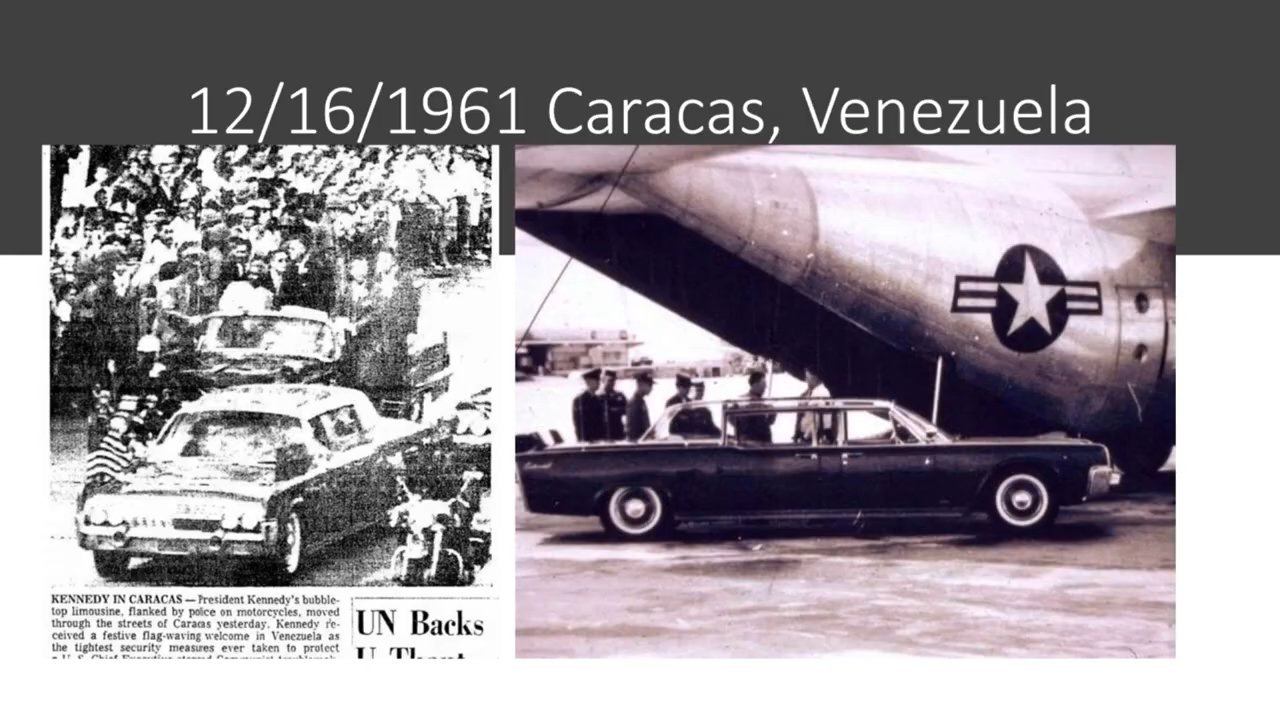 12/16/1961 Caracas, Venezuela
KENNEDY IN CARACAS — President Kennedy's bubble-
top limousine, flanked by police on motorcycles, moved
through the streets of Caracas yesterday. Kennedy re-
ceived a festive flag-waving welcome in Venezuela as
the tightest security measures ever taken to protect
UN Backs
U Thant